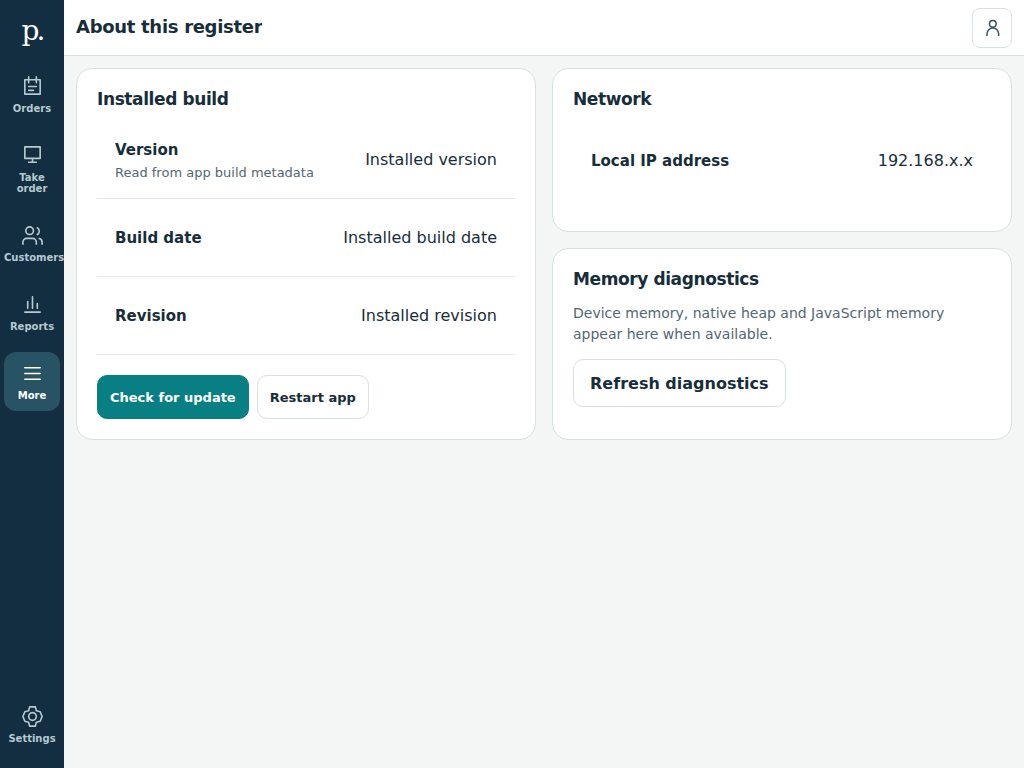 p.
Orders
Take
order
Customers
Reports
More
Settings
About this register
Installed build
Version
Read from app build metadata
Installed version
Build date
Installed build date
Revision
Installed revision
Check for update
Restart app
Network
Local IP address
192.168.x.x
Memory diagnostics
Device memory, native heap and JavaScript memory
appear here when available.
Refresh diagnostics